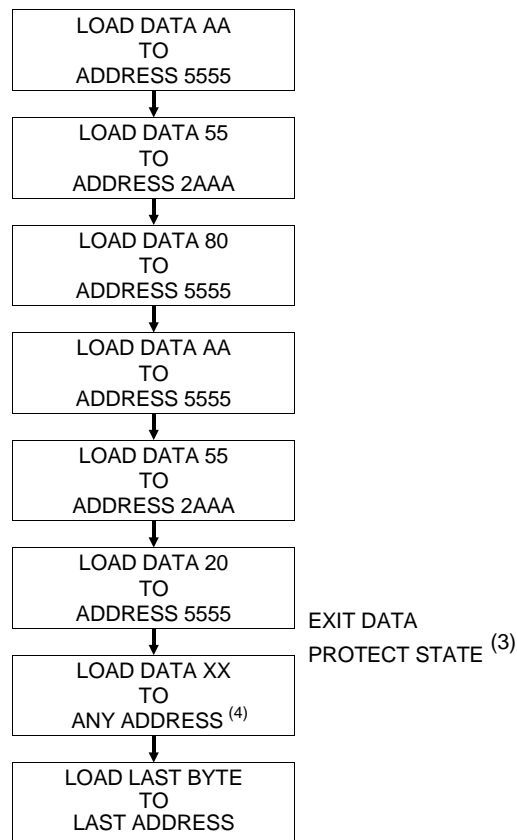 LOAD DATA AA
TO
ADDRESS 5555
LOAD DATA 55
TO
ADDRESS 2AAA
LOAD DATA 80
TO
ADDRESS 5555
LOAD DATA AA
TO
ADDRESS 5555
LOAD DATA 55
TO
ADDRESS 2AAA
LOAD DATA 20
TO
ADDRESS 5555
EXIT DATA
PROTECT STATE (3)
LOAD DATA XX
TO
ANY ADDRESS (4)
LOAD LAST BYTE
TO
LAST ADDRESS